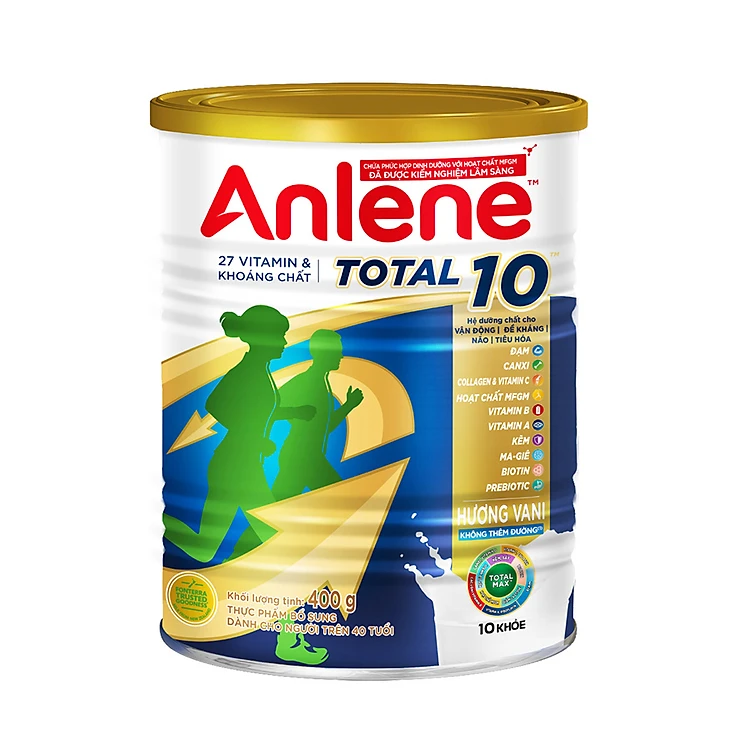 CHỨA PHỨC HỢP DINH DƯỠNG VỚI HOẠT CHẤT MFGM
ĐÃ ĐƯỢC KIỂM NGHIỆM LÂM SÀNG
Anlene™
27 VITAMIN &
KHOÁNG CHẤT
TOTAL 10™
Hệ dưỡng chất cho
VẬN ĐỘNG | ĐỀ KHÁNG |
NÃO | TIÊU HÓA
ĐẠM
CANXI
COLLAGEN & VITAMIN C
HOẠT CHẤT MFGM
VITAMIN B
VITAMIN A
KẼM
MA-GIÊ
BIOTIN
PREBIOTIC
HƯƠNG VANI
KHÔNG THÊM ĐƯỜNG
TOTAL
MAX
10 KHỎE
FONTERRA
TRUSTED
GOODNESS
Khối lượng tịnh: 400 g
THỰC PHẨM BỔ SUNG
DÀNH CHO NGƯỜI TRÊN 40 TUỔI